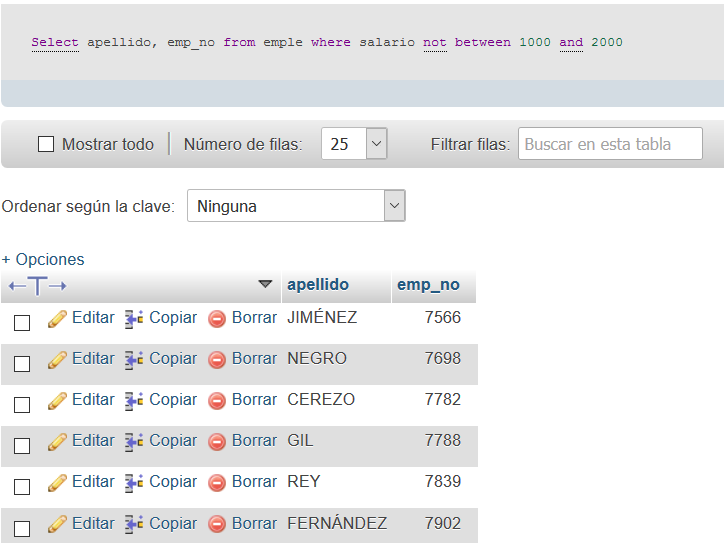 Select apellido, emp_no from emple where salario not between 1000 and 2000
Mostrar todo Número de filas: 25 Filtrar filas: Buscar en esta tabla
Ordenar según la clave: Ninguna
+ Opciones
←T→ apellido emp_no
Editar Copiar Borrar JIMÉNEZ 7566
Editar Copiar Borrar NEGRO 7698
Editar Copiar Borrar CEREZO 7782
Editar Copiar Borrar GIL 7788
Editar Copiar Borrar REY 7839
Editar Copiar Borrar FERNÁNDEZ 7902